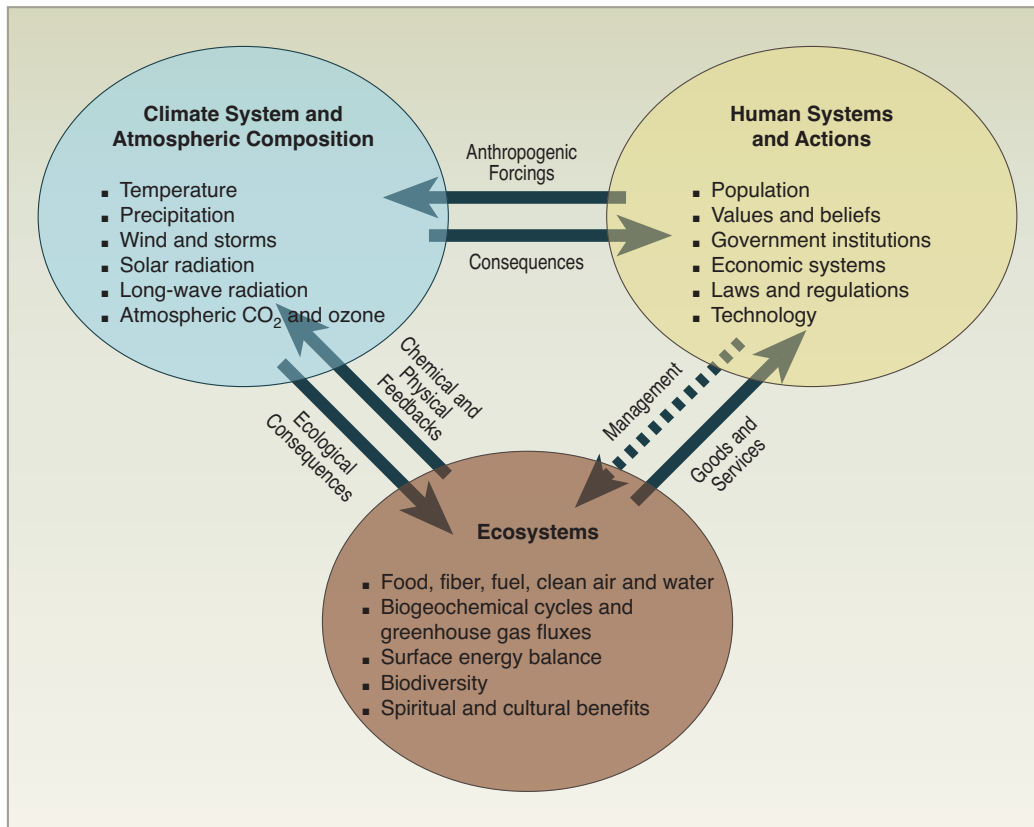 Climate System and
Atmospheric Composition
▪ Temperature
▪ Precipitation
▪ Wind and storms
▪ Solar radiation
▪ Long-wave radiation
▪ Atmospheric CO₂ and ozone
Anthropogenic
Forcings
Consequences
Human Systems
and Actions
▪ Population
▪ Values and beliefs
▪ Government institutions
▪ Economic systems
▪ Laws and regulations
▪ Technology
Ecological
Consequences
Chemical and
Physical
Feedbacks
Management
Goods and
Services
Ecosystems
▪ Food, fiber, fuel, clean air and water
▪ Biogeochemical cycles and
greenhouse gas fluxes
▪ Surface energy balance
▪ Biodiversity
▪ Spiritual and cultural benefits